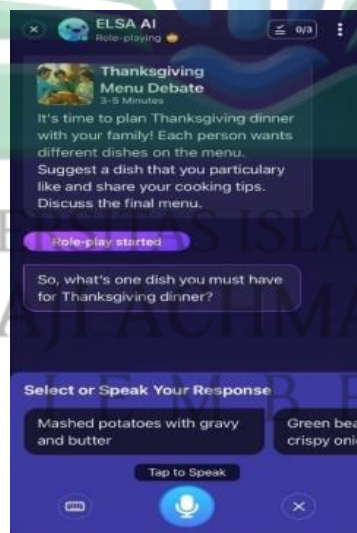 ELSA AI
Role-playing
0/3
Thanksgiving
Menu Debate
3-5 Minutes
It's time to plan Thanksgiving dinner
with your family! Each person wants
different dishes on the menu.
Suggest a dish that you particulary
like and share your cooking tips.
Discuss the final menu.
Role-play started
So, what's one dish you must have
for Thanksgiving dinner?
Select or Speak Your Response
Mashed potatoes with gravy
and butter
Green bea
crispy oni
Tap to Speak